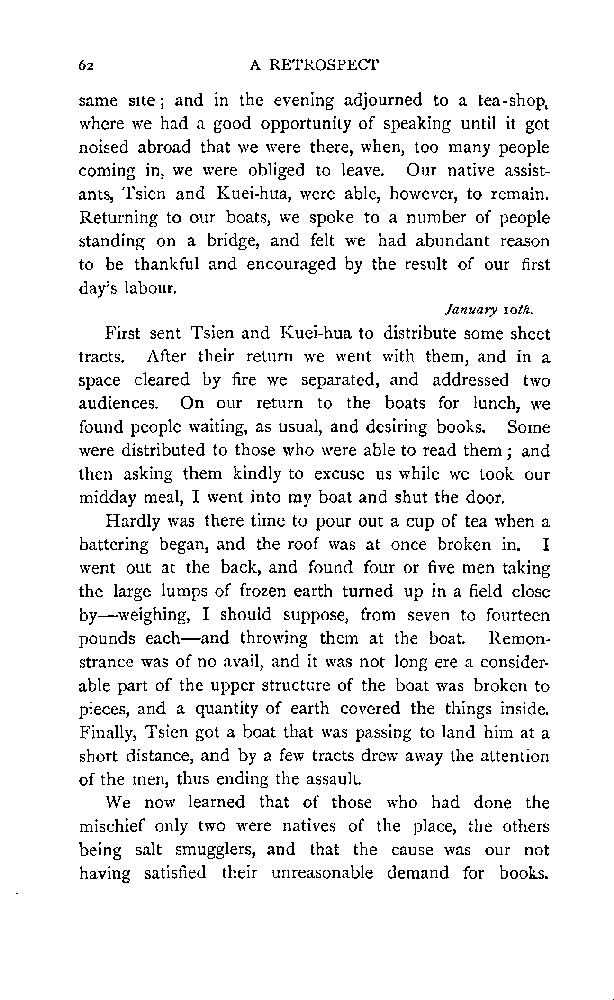 62 A RETROSPECT
same site; and in the evening adjourned to a tea-shop,
where we had a good opportunity of speaking until it got
noised abroad that we were there, when, too many people
coming in, we were obliged to leave. Our native assist-
ants, Tsien and Kuei-hua, were able, however, to remain.
Returning to our boats, we spoke to a number of people
standing on a bridge, and felt we had abundant reason
to be thankful and encouraged by the result of our first
day's labour.
January 10th.
First sent Tsien and Kuei-hua to distribute some sheet
tracts. After their return we went with them, and in a
space cleared by fire we separated, and addressed two
audiences. On our return to the boats for lunch, we
found people waiting, as usual, and desiring books. Some
were distributed to those who were able to read them; and
then asking them kindly to excuse us while we took our
midday meal, I went into my boat and shut the door.
Hardly was there time to pour out a cup of tea when a
battering began, and the roof was at once broken in. I
went out at the back, and found four or five men taking
the large lumps of frozen earth turned up in a field close
by—weighing, I should suppose, from seven to fourteen
pounds each—and throwing them at the boat. Remon-
strance was of no avail, and it was not long ere a consider-
able part of the upper structure of the boat was broken to
pieces, and a quantity of earth covered the things inside.
Finally, Tsien got a boat that was passing to land him at a
short distance, and by a few tracts drew away the attention
of the men, thus ending the assault.
We now learned that of those who had done the
mischief only two were natives of the place, the others
being salt smugglers, and that the cause was our not
having satisfied their unreasonable demand for books.